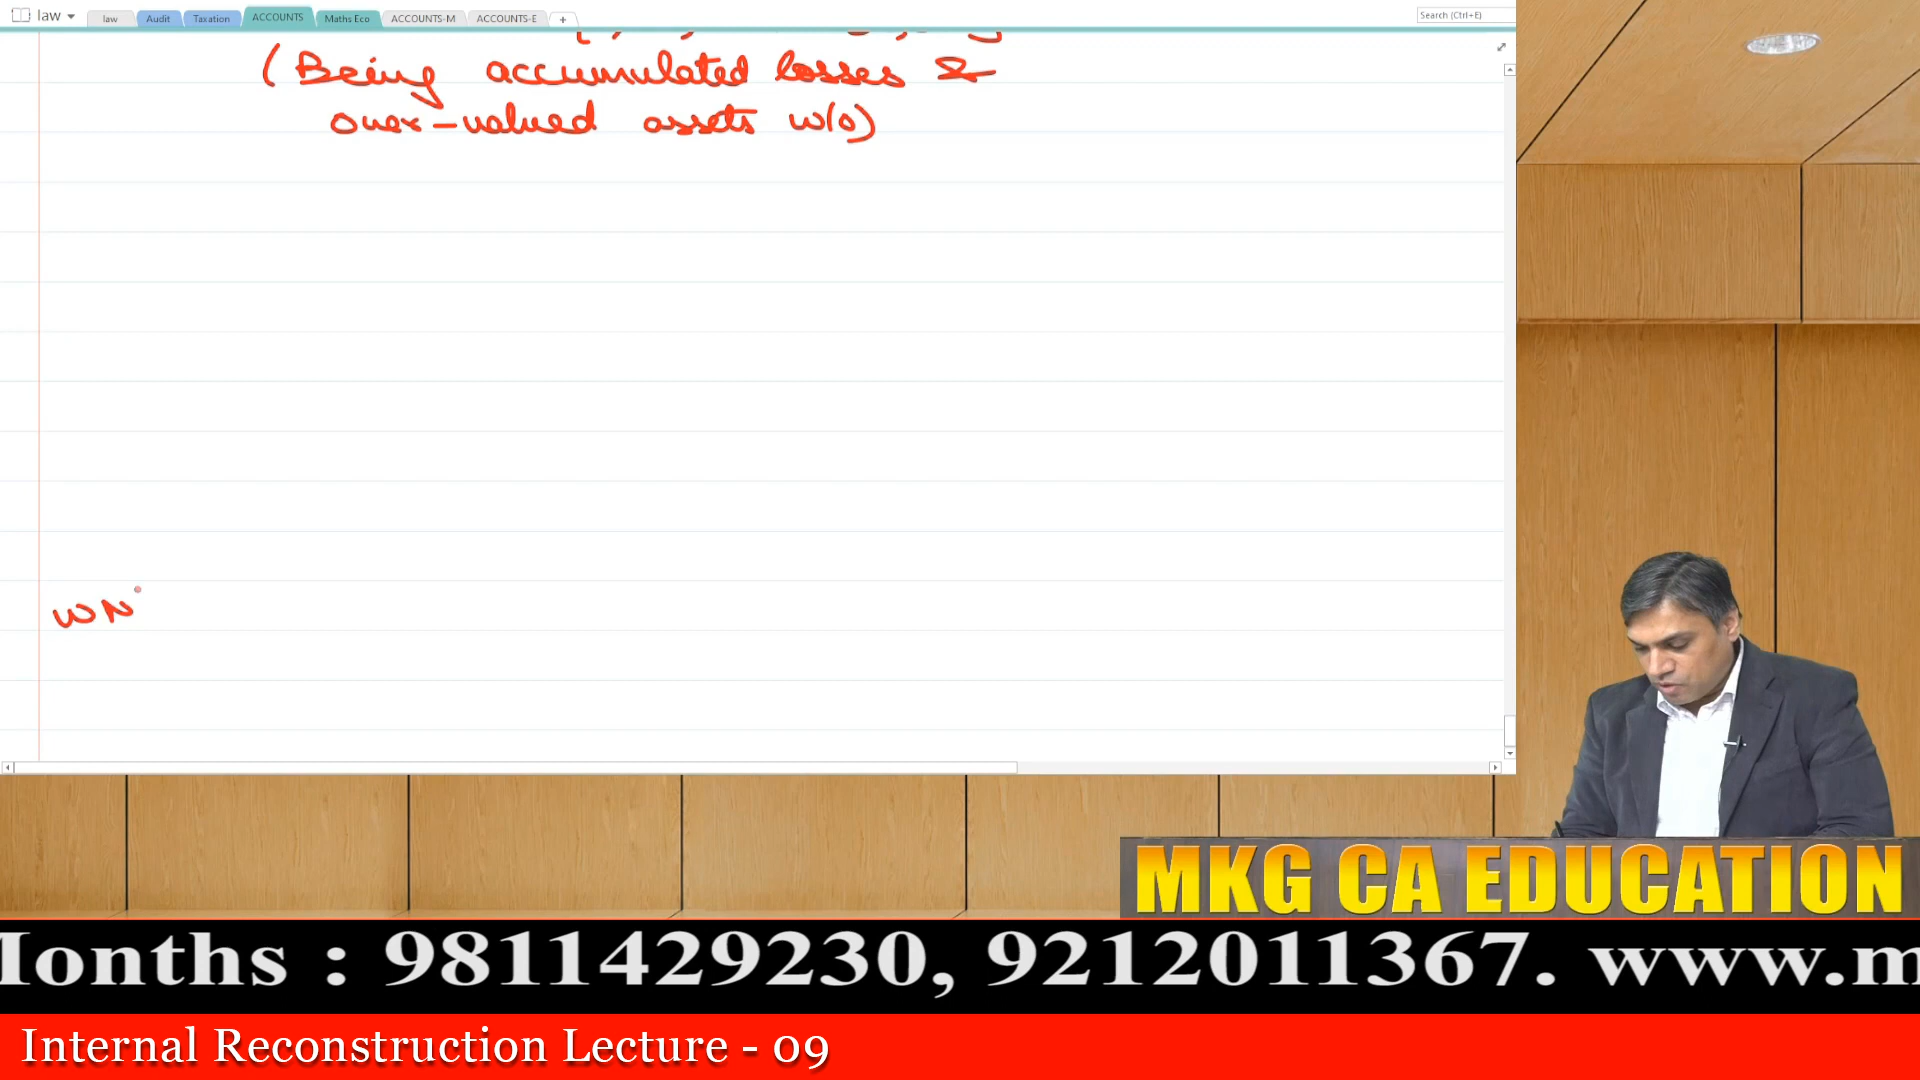 law
law
Audit
Taxation
ACCOUNTS
Maths Eco
ACCOUNTS-M
ACCOUNTS-E
+
Search (Ctrl+E)
(Being accumulated losses &
over-valued assets w/o)
WN
MKG CA EDUCATION
Months : 9811429230, 9212011367. www.m
Internal Reconstruction Lecture - 09